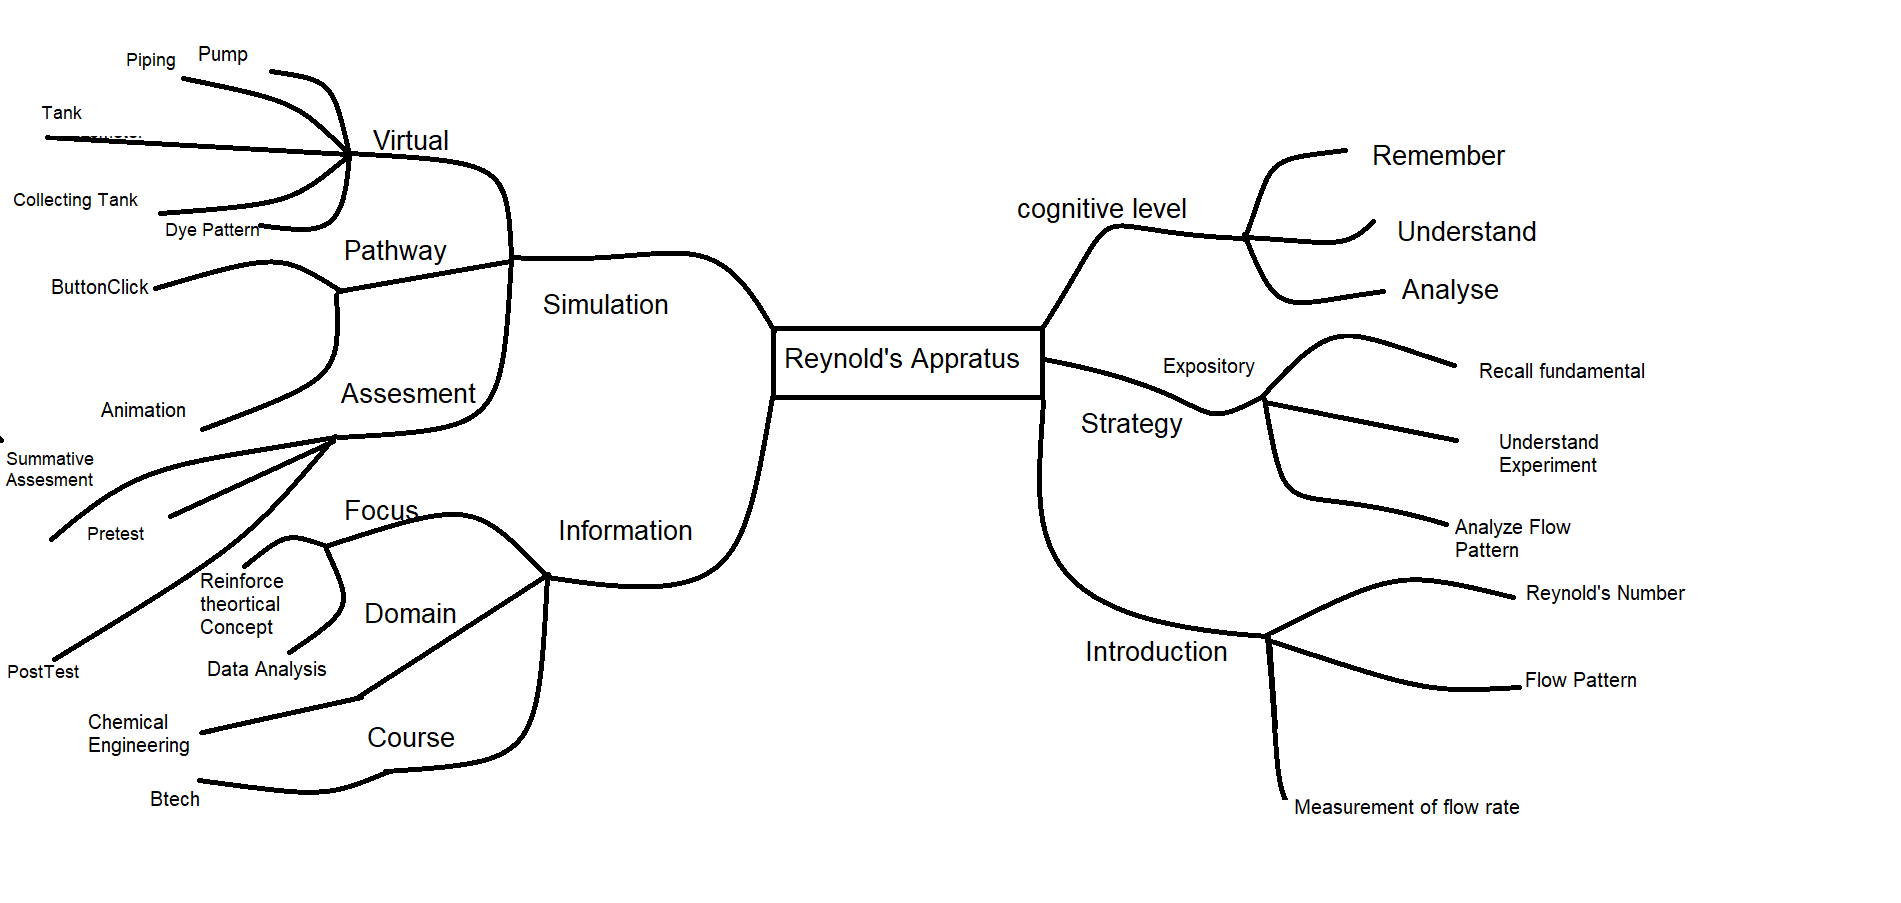 Piping
Pump
Tank
Virtual
Collecting Tank
Dye Pattern
Pathway
ButtonClick
Simulation
Assesment
Animation
Summative
Assesment
Pretest
Focus
Information
Reinforce
theortical
Concept
Domain
Data Analysis
PostTest
Chemical
Engineering
Course
Btech
Reynold's Appratus
cognitive level
Remember
Understand
Analyse
Expository
Strategy
Recall fundamental
Understand
Experiment
Analyze Flow
Pattern
Introduction
Reynold's Number
Flow Pattern
Measurement of flow rate